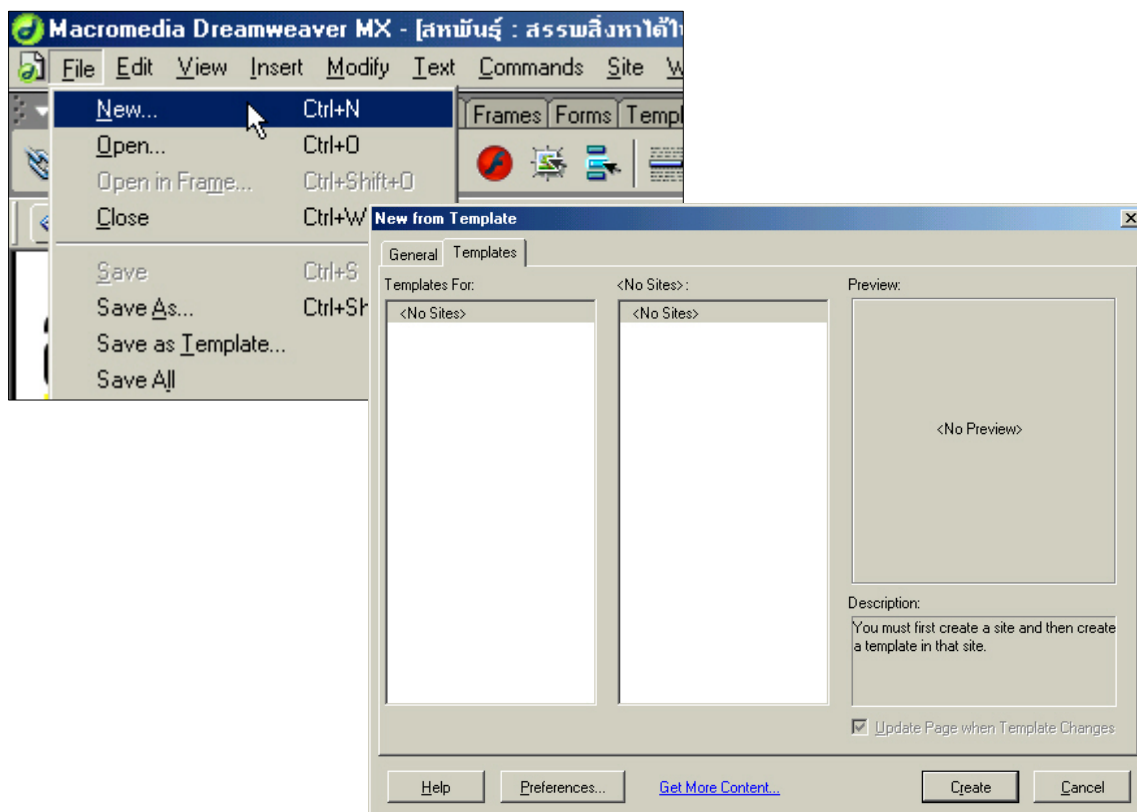 Macromedia Dreamweaver MX - [สหพันธุ์ : สรรพสิ่งหาได้
File Edit View Insert Modify Text Commands Site W
New... Ctrl+N
Frames Forms Templ
Open... Ctrl+O
Open in Frame... Ctrl+Shift+O
Close Ctrl+W
Save Ctrl+S
Save As... Ctrl+Sh
Save as Template...
Save All
New from Template
General Templates
Templates For: <No Sites>: Preview:
<No Sites> <No Sites>
<No Preview>
Description:
You must first create a site and then create
a template in that site.
Update Page when Template Changes
Help Preferences... Get More Content... Create Cancel